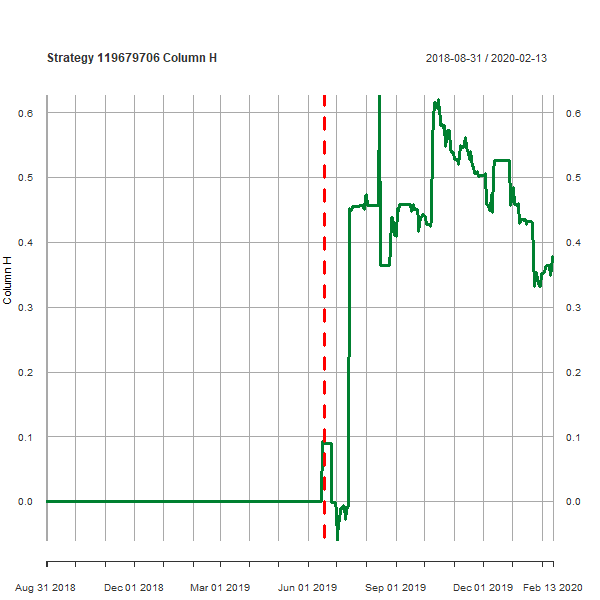 Strategy 119679706 Column H
2018-08-31 / 2020-02-13
0.6
0.5
0.4
0.3
0.2
0.1
0.0
Column H
0.6
0.5
0.4
0.3
0.2
0.1
0.0
Aug 31 2018
Dec 01 2018
Mar 01 2019
Jun 01 2019
Sep 01 2019
Dec 01 2019
Feb 13 2020